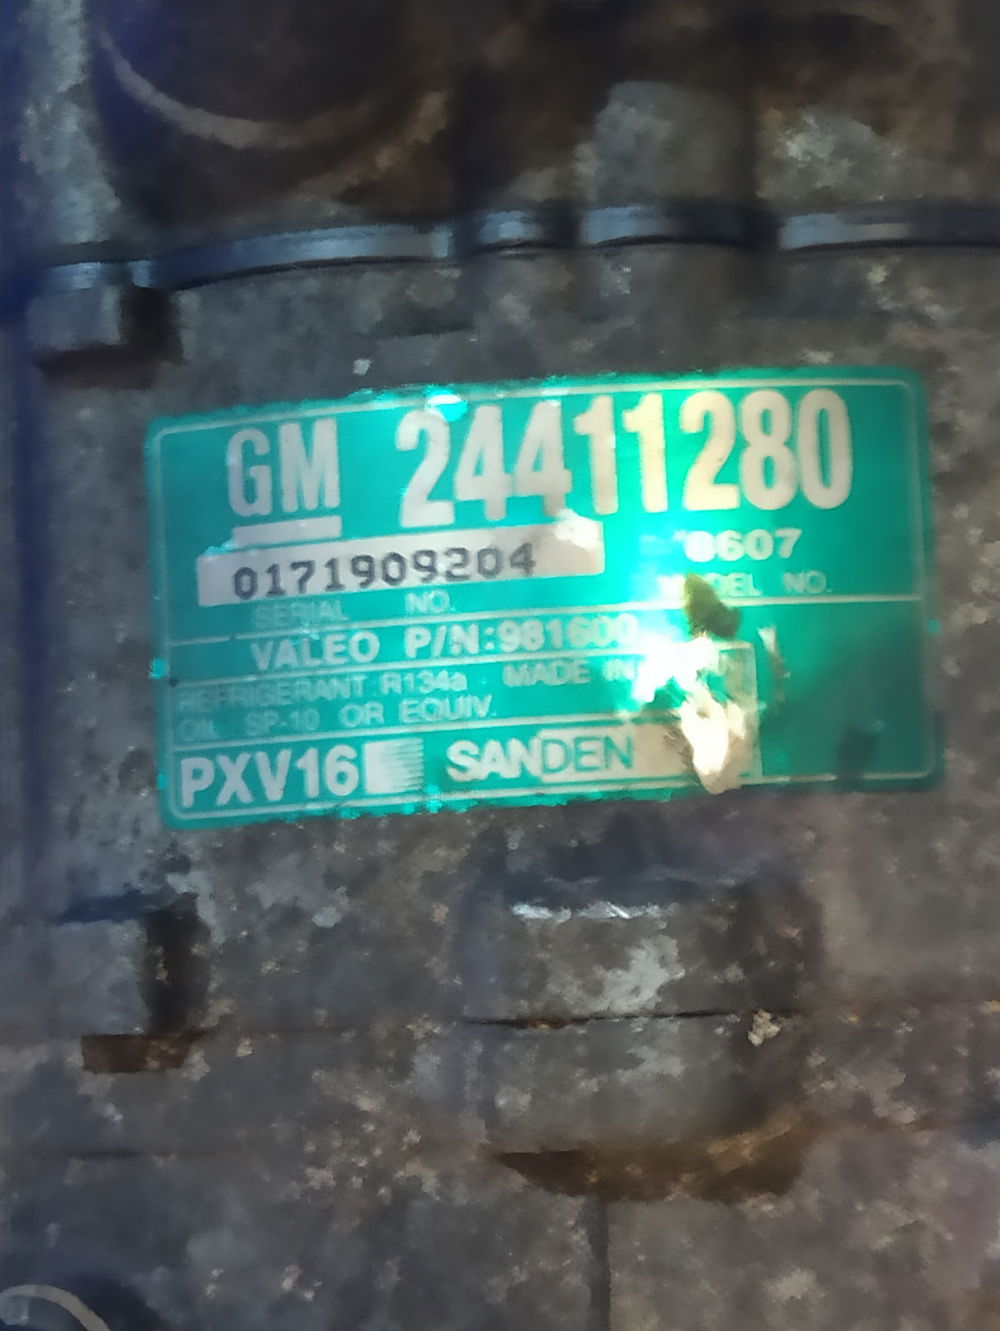 GM 24411280
0171909204 8607
SERIAL NO. MODEL NO.
VALEO P/N:981600
REFRIGERANT R134a MADE IN
OIL SP-10 OR EQUIV.
PXV16 SANDEN